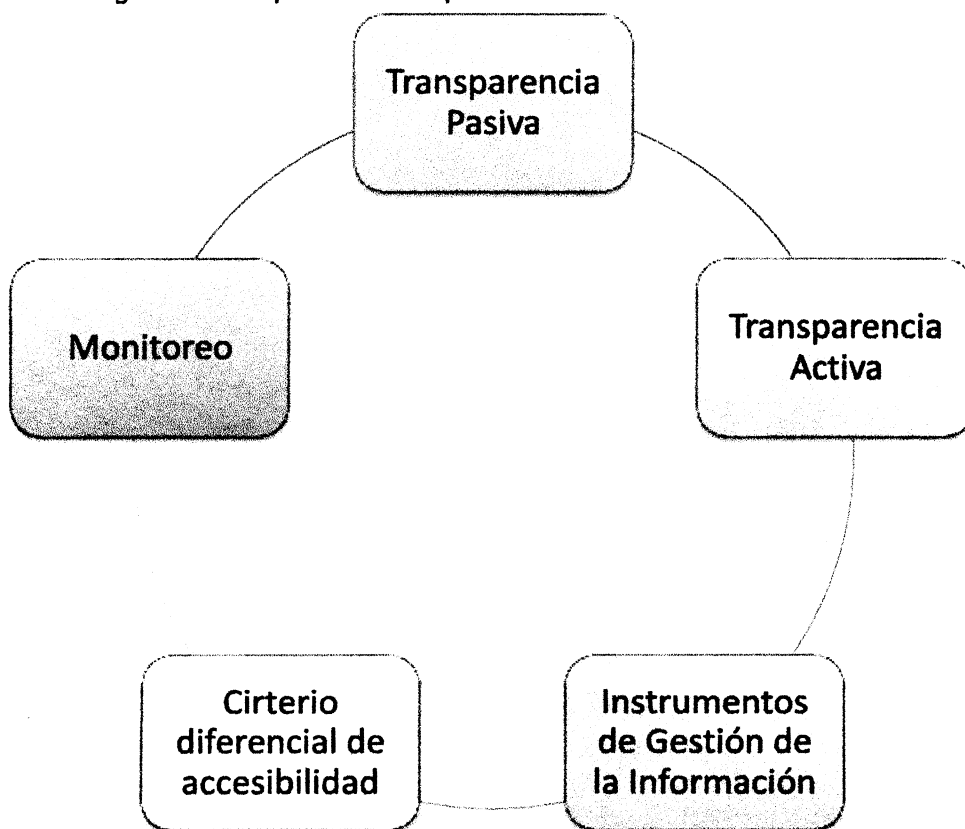 Transparencia
Pasiva
Monitoreo
Transparencia
Activa
Cirterio
diferencial de
accesibilidad
Instrumentos
de Gestión de
la Información